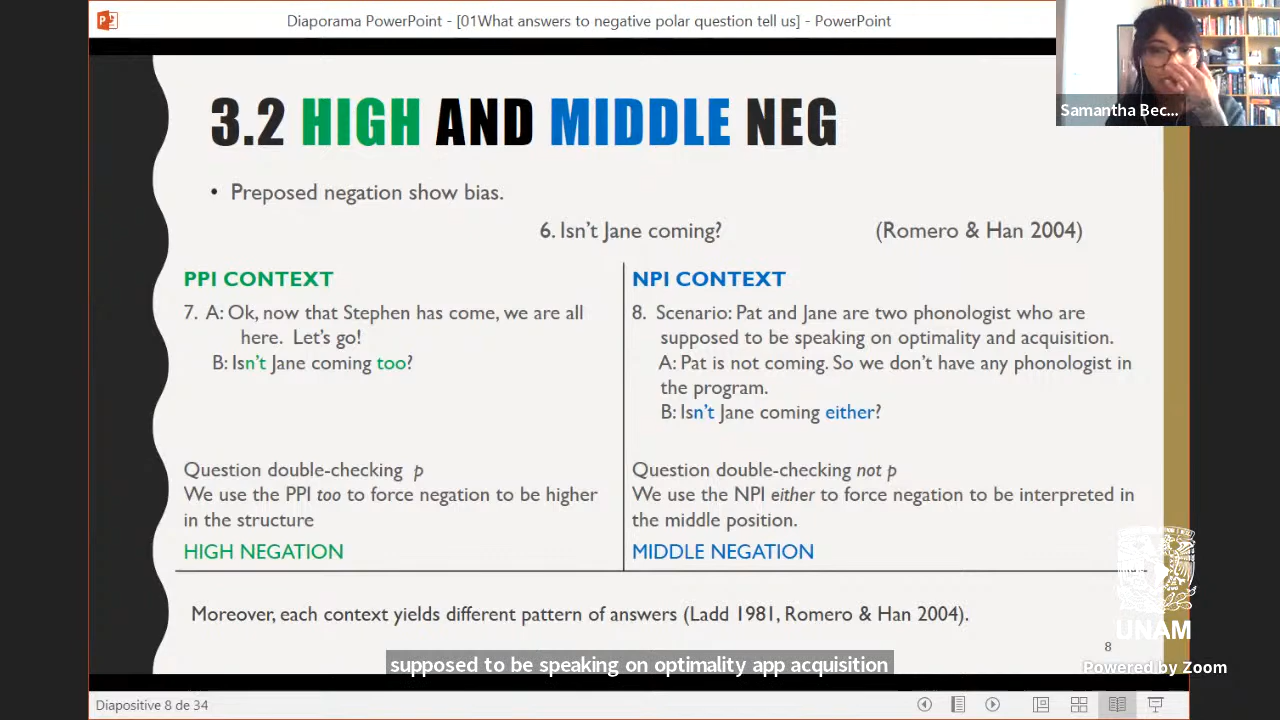 Diaporama PowerPoint - [01What answers to negative polar question tell us] - PowerPoint
Samantha Bec...
3.2 HIGH AND MIDDLE NEG
• Preposed negation show bias.
6. Isn't Jane coming? (Romero & Han 2004)
PPI CONTEXT
7. A: Ok, now that Stephen has come, we are all
here. Let's go!
B: Isn't Jane coming too?
Question double-checking p
We use the PPI too to force negation to be higher
in the structure
HIGH NEGATION
NPI CONTEXT
8. Scenario: Pat and Jane are two phonologist who are
supposed to be speaking on optimality and acquisition.
A: Pat is not coming. So we don't have any phonologist in
the program.
B: Isn't Jane coming either?
Question double-checking not p
We use the NPI either to force negation to be interpreted in
the middle position.
MIDDLE NEGATION
Moreover, each context yields different pattern of answers (Ladd 1981, Romero & Han 2004).
UNAM
8
supposed to be speaking on optimality app acquisition
Powered by Zoom
Diapositive 8 de 34